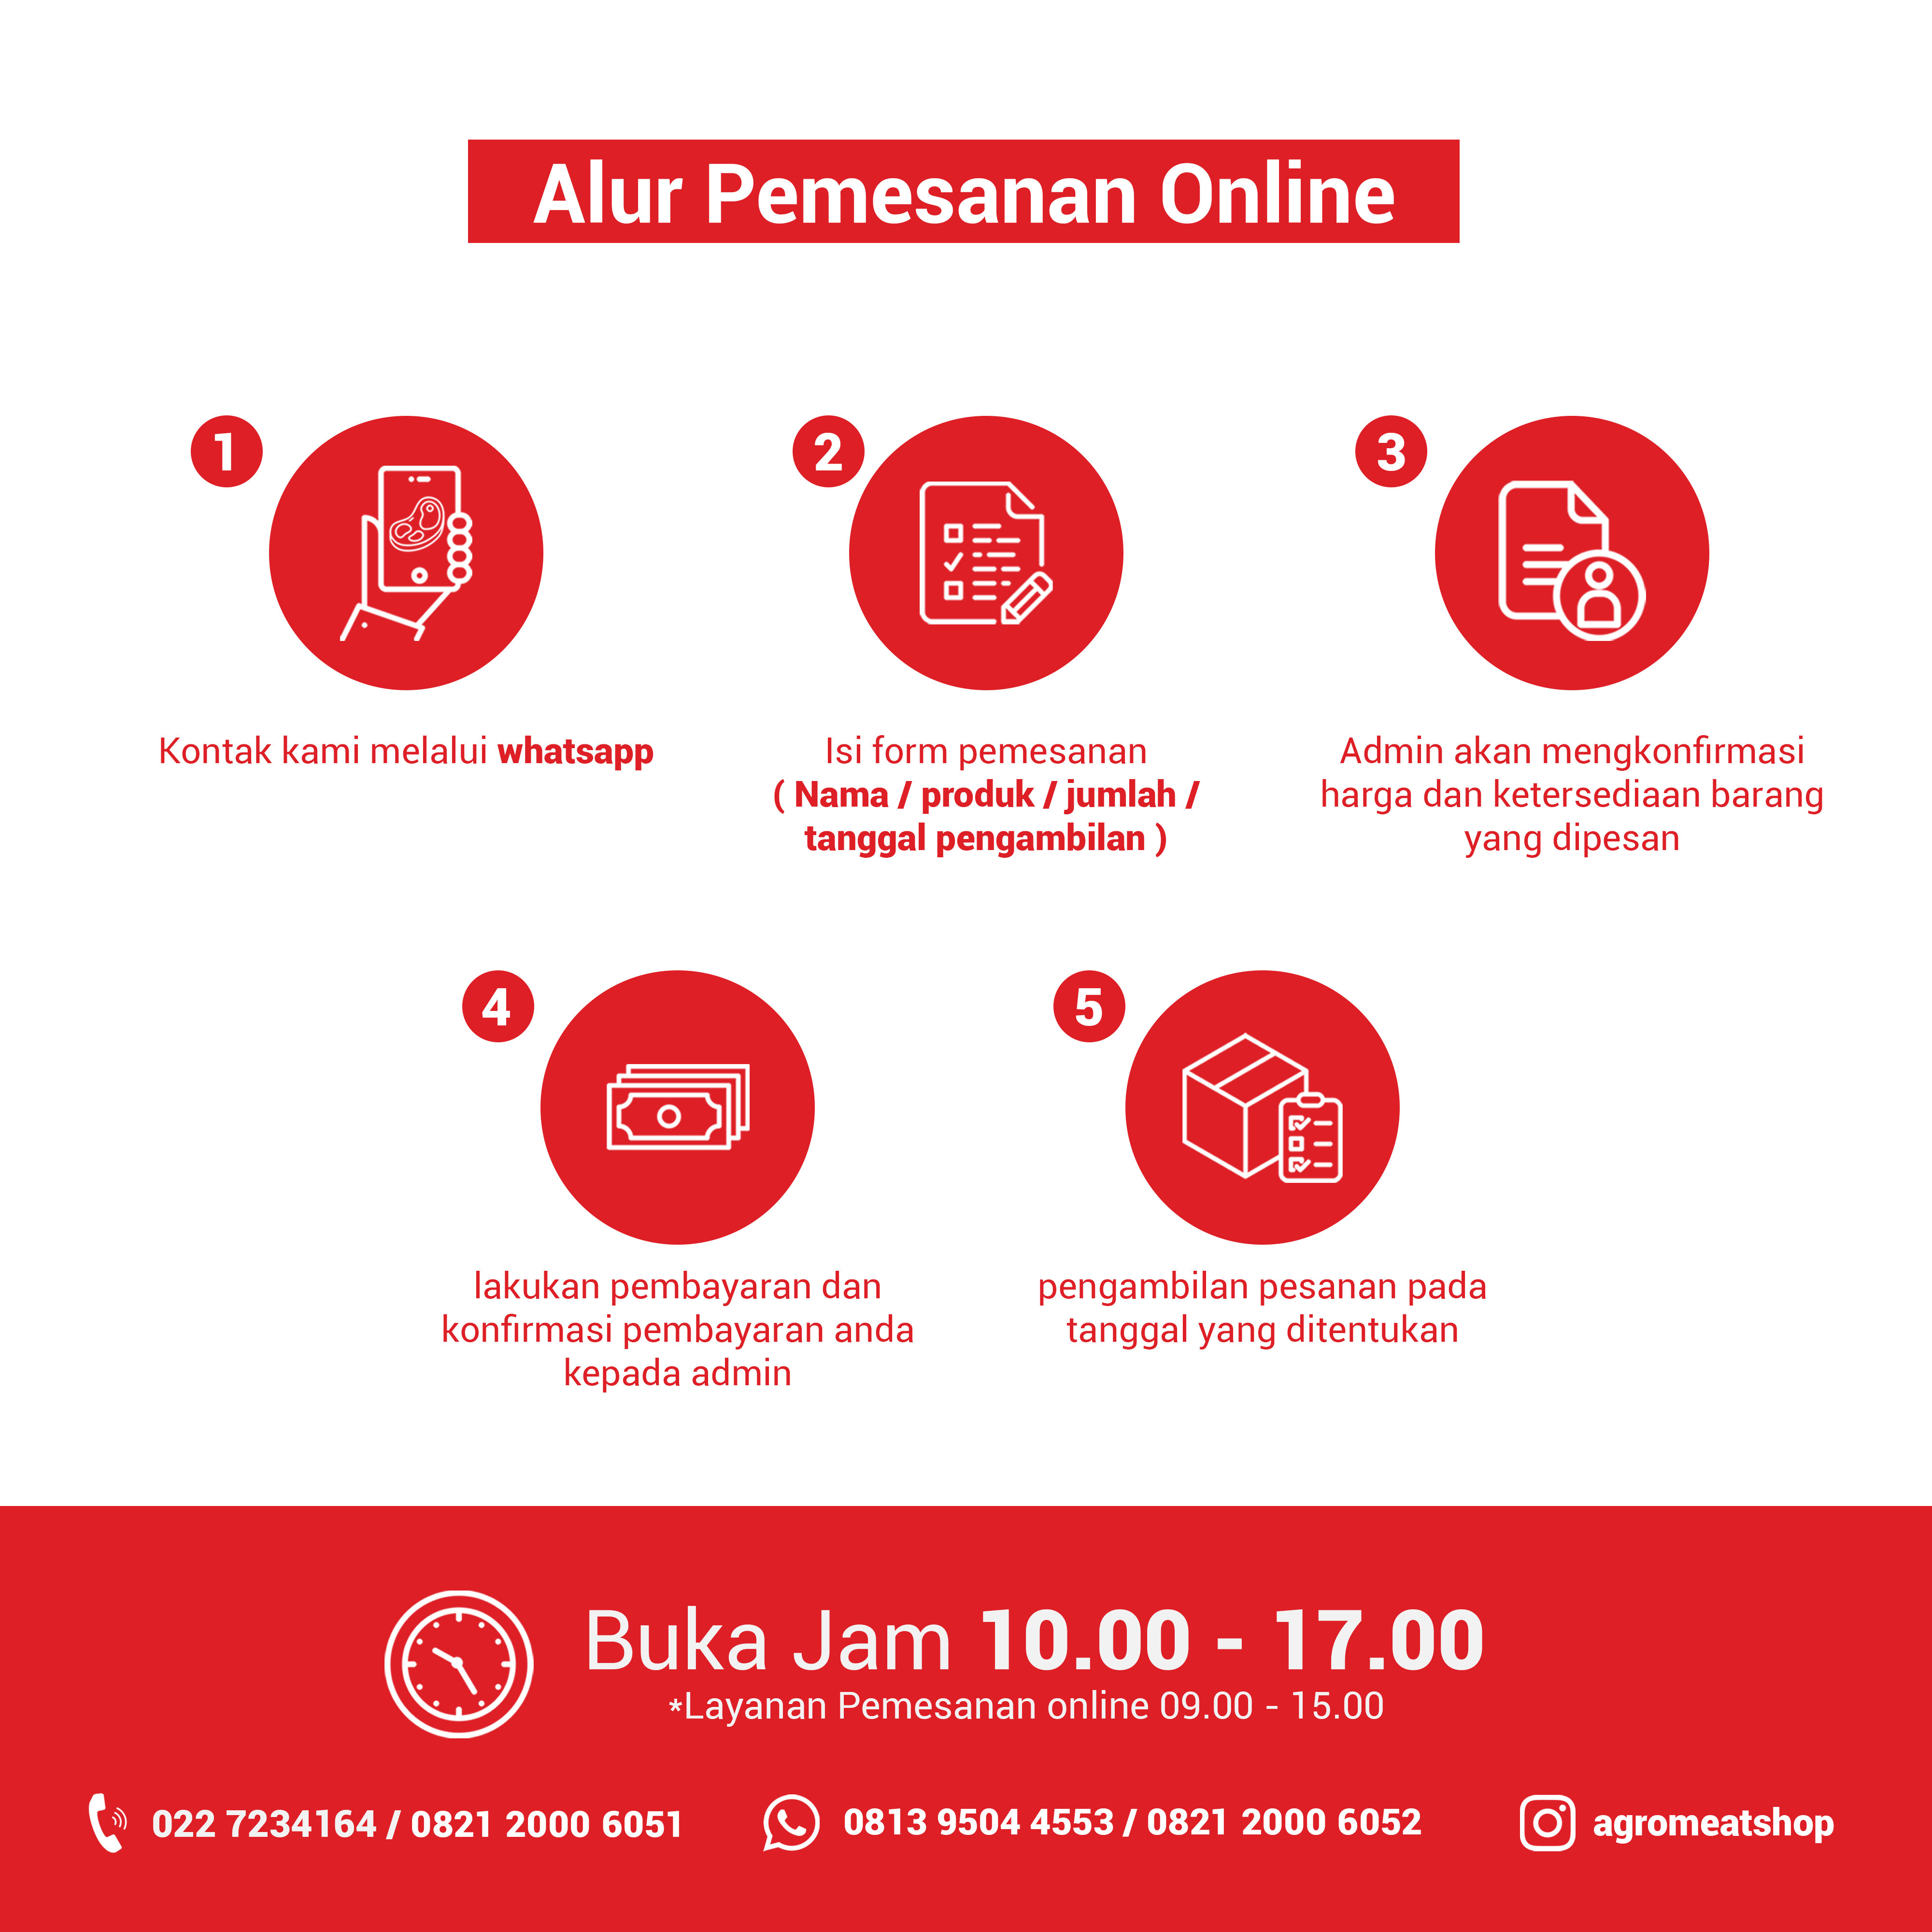 Alur Pemesanan Online
1
Kontak kami melalui whatsapp
2
Isi form pemesanan
( Nama / produk / jumlah /
tanggal pengambilan )
3
Admin akan mengkonfirmasi
harga dan ketersediaan barang
yang dipesan
4
lakukan pembayaran dan
konfirmasi pembayaran anda
kepada admin
5
pengambilan pesanan pada
tanggal yang ditentukan
Buka Jam 10.00 - 17.00
*Layanan Pemesanan online 09.00 - 15.00
022 7234164 / 0821 2000 6051
0813 9504 4553 / 0821 2000 6052
agromeatshop